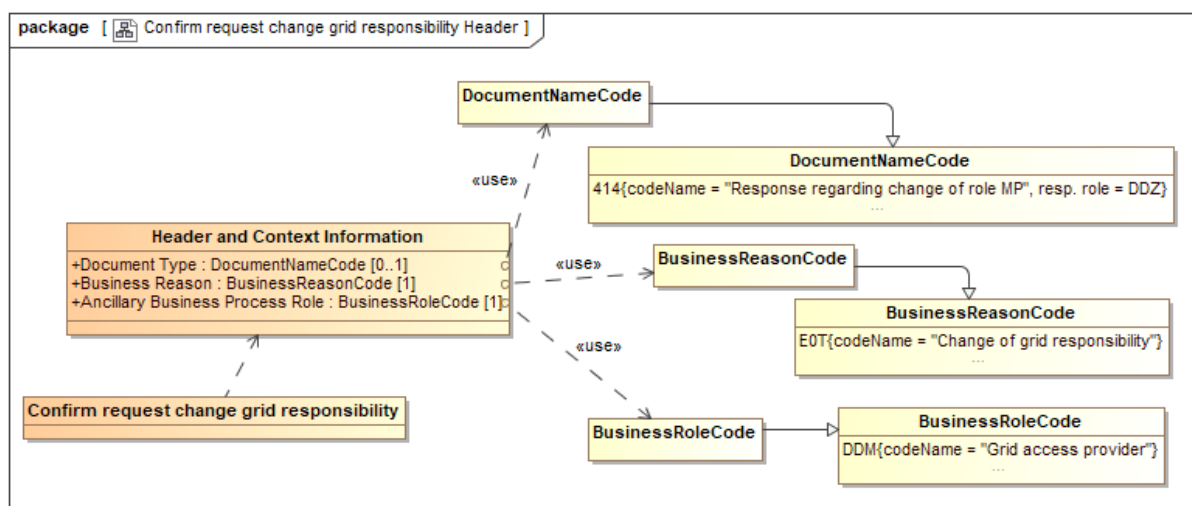 package [ Confirm request change grid responsibility Header ]
DocumentNameCode
DocumentNameCode
414{codeName = "Response regarding change of role MP", resp. role = DDZ}
...
«use»
Header and Context Information
+Document Type : DocumentNameCode [0..1]
+Business Reason : BusinessReasonCode [1]
+Ancillary Business Process Role : BusinessRoleCode [1]
«use»
BusinessReasonCode
BusinessReasonCode
E0T{codeName = "Change of grid responsibility"}
...
«use»
Confirm request change grid responsibility
BusinessRoleCode
BusinessRoleCode
DDM{codeName = "Grid access provider"}
...